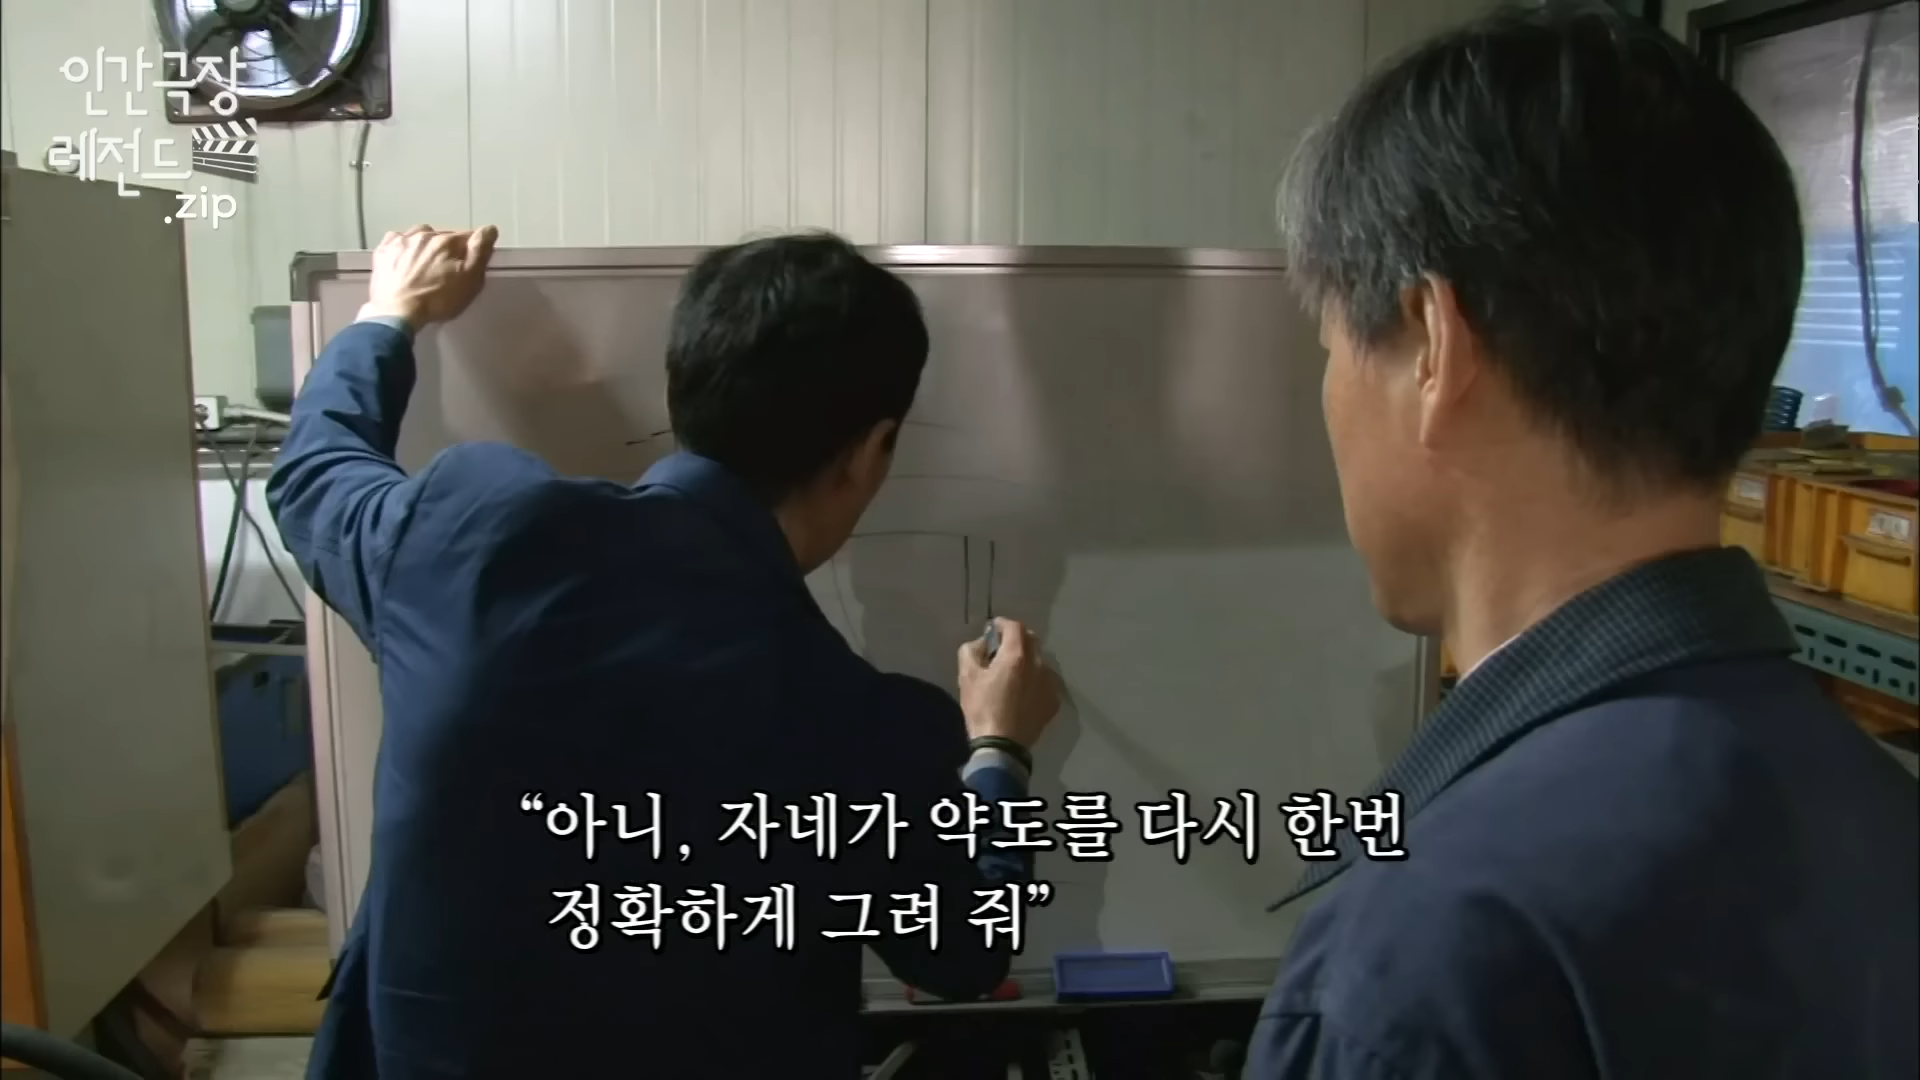 인간극장
레전드
.zip
“아니, 자네가 약도를 다시 한번
정확하게 그려 줘”